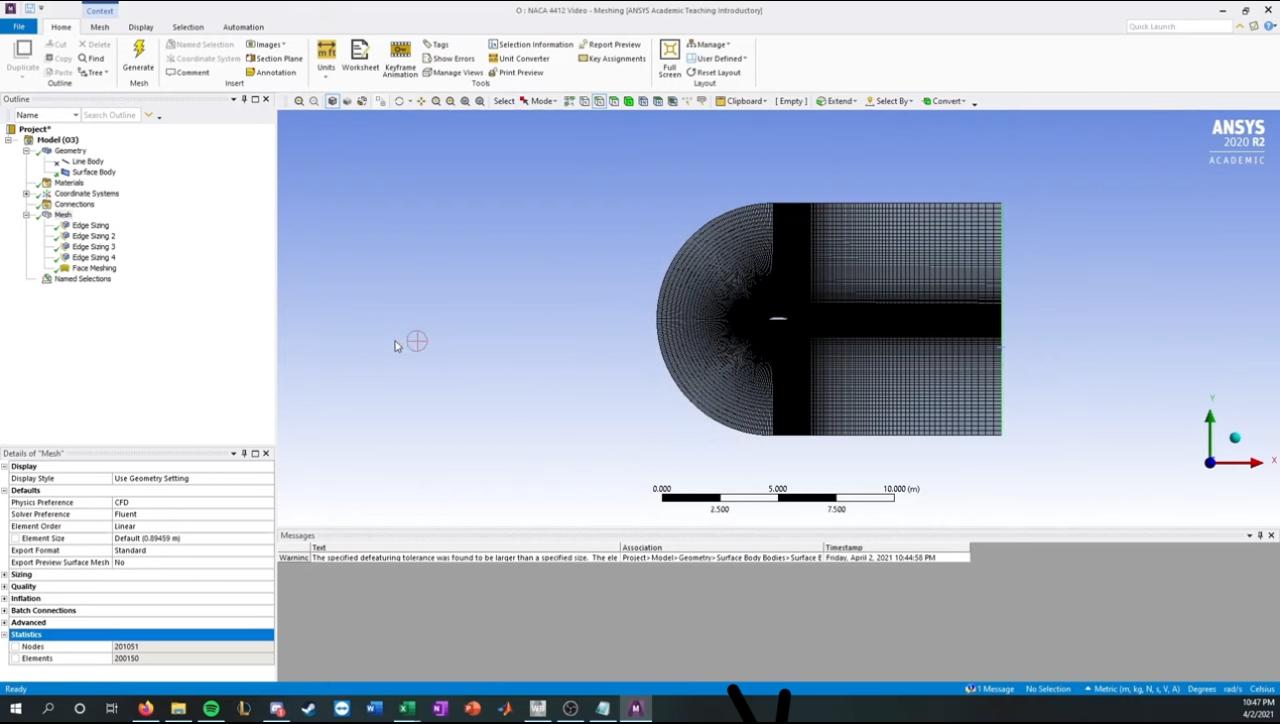 Context
O : NACA 4412 Video - Meshing [ANSYS Academic Teaching Introductory]
File Home Mesh Display Selection Automation
Quick Launch
Duplicate
Cut
Copy
Paste
Delete
Find
Tree
Outline
Generate
Mesh
Named Selection
Coordinate System
Comment
Images
Section Plane
Annotation
Insert
Units
Worksheet
Keyframe Animation
Tags
Show Errors
Manage Views
Selection Information
Unit Converter
Print Preview
Report Preview
Key Assignments
Tools
Full Screen
Manage
User Defined
Reset Layout
Layout
Outline
Select Mode Clipboard [ Empty ] Extend Select By Convert
Name Search Outline
Project*
Model (O3)
Geometry
Line Body
Surface Body
Materials
Coordinate Systems
Connections
Mesh
Edge Sizing
Edge Sizing 2
Edge Sizing 3
Edge Sizing 4
Face Meshing
Named Selections
ANSYS
2020 R2
ACADEMIC
Y
X
0.000 5.000 10.000 (m)
2.500 7.500
Details of "Mesh"
Display
Display Style Use Geometry Setting
Defaults
Physics Preference CFD
Solver Preference Fluent
Element Order Linear
Element Size Default (0.89459 m)
Export Format Standard
Export Preview Surface Mesh No
Sizing
Quality
Inflation
Batch Connections
Advanced
Statistics
Nodes 201051
Elements 200150
Messages
Text Association Timestamp
Warning The specified defeaturing tolerance was found to be larger than a specified size. The ele Project>Model>Geometry>Surface Body Bodies>Surface B Friday, April 2, 2021 10:44:58 PM
Ready 1 Message No Selection Metric (m, kg, N, s, V, A) Degrees rad/s Celsius
10:47 PM
4/2/2021